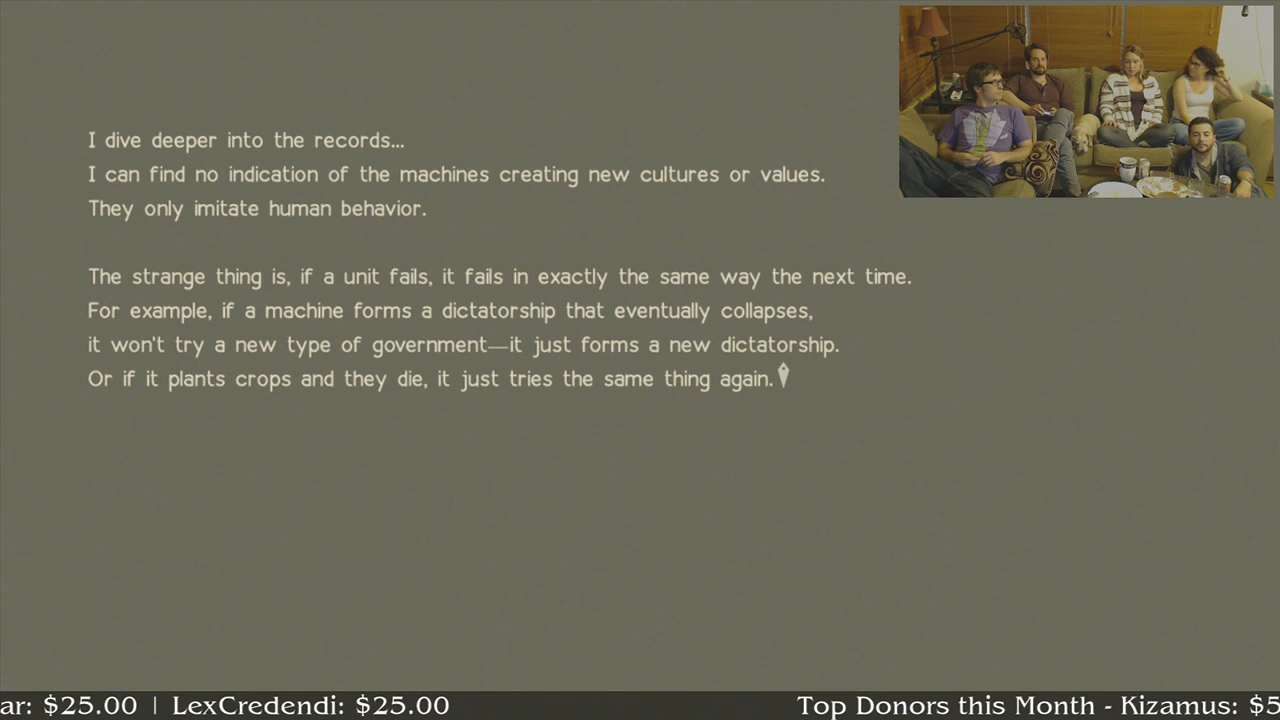 I dive deeper into the records...
I can find no indication of the machines creating new cultures or values.
They only imitate human behavior.
The strange thing is, if a unit fails, it fails in exactly the same way the next time.
For example, if a machine forms a dictatorship that eventually collapses,
it won't try a new type of government—it just forms a new dictatorship.
Or if it plants crops and they die, it just tries the same thing again.
ar: $25.00 | LexCredendi: $25.00 Top Donors this Month - Kizamus: $5